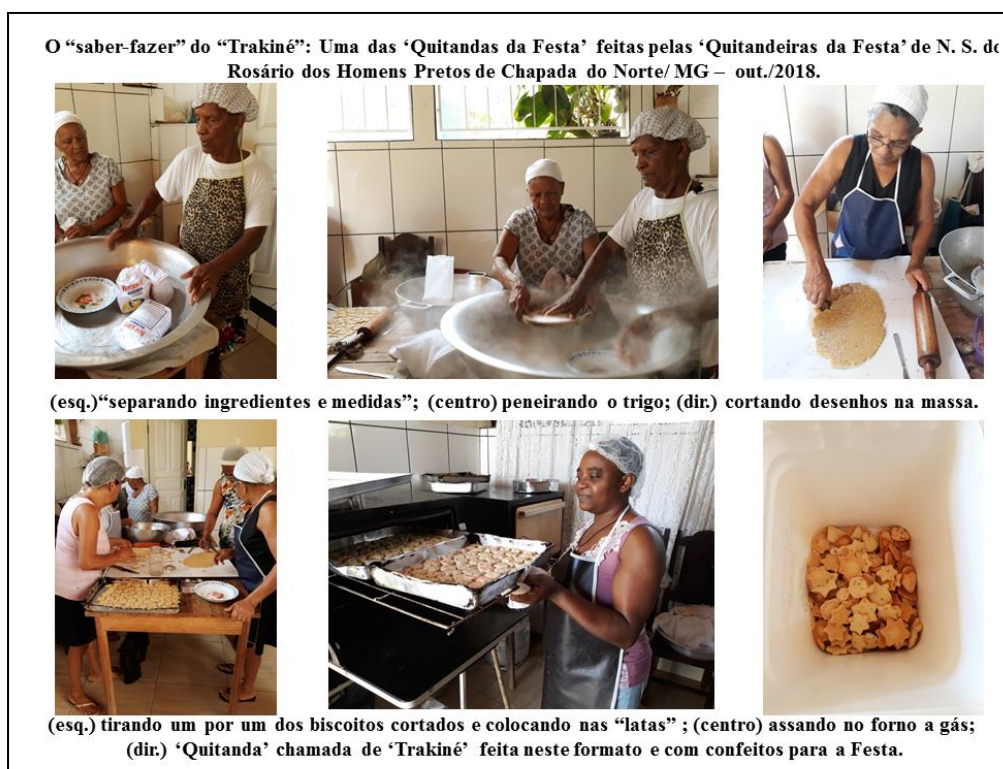 O “saber-fazer” do “Trakiné”: Uma das ‘Quitandas da Festa’ feitas pelas ‘Quitandeiras da Festa’ de N. S. do
Rosário dos Homens Pretos de Chapada do Norte/ MG – out./2018.
(esq.)“separando ingredientes e medidas”; (centro) peneirando o trigo; (dir.) cortando desenhos na massa.
(esq.) tirando um por um dos biscoitos cortados e colocando nas “latas” ; (centro) assando no forno a gás;
(dir.) ‘Quitanda’ chamada de ‘Trakiné’ feita neste formato e com confeitos para a Festa.